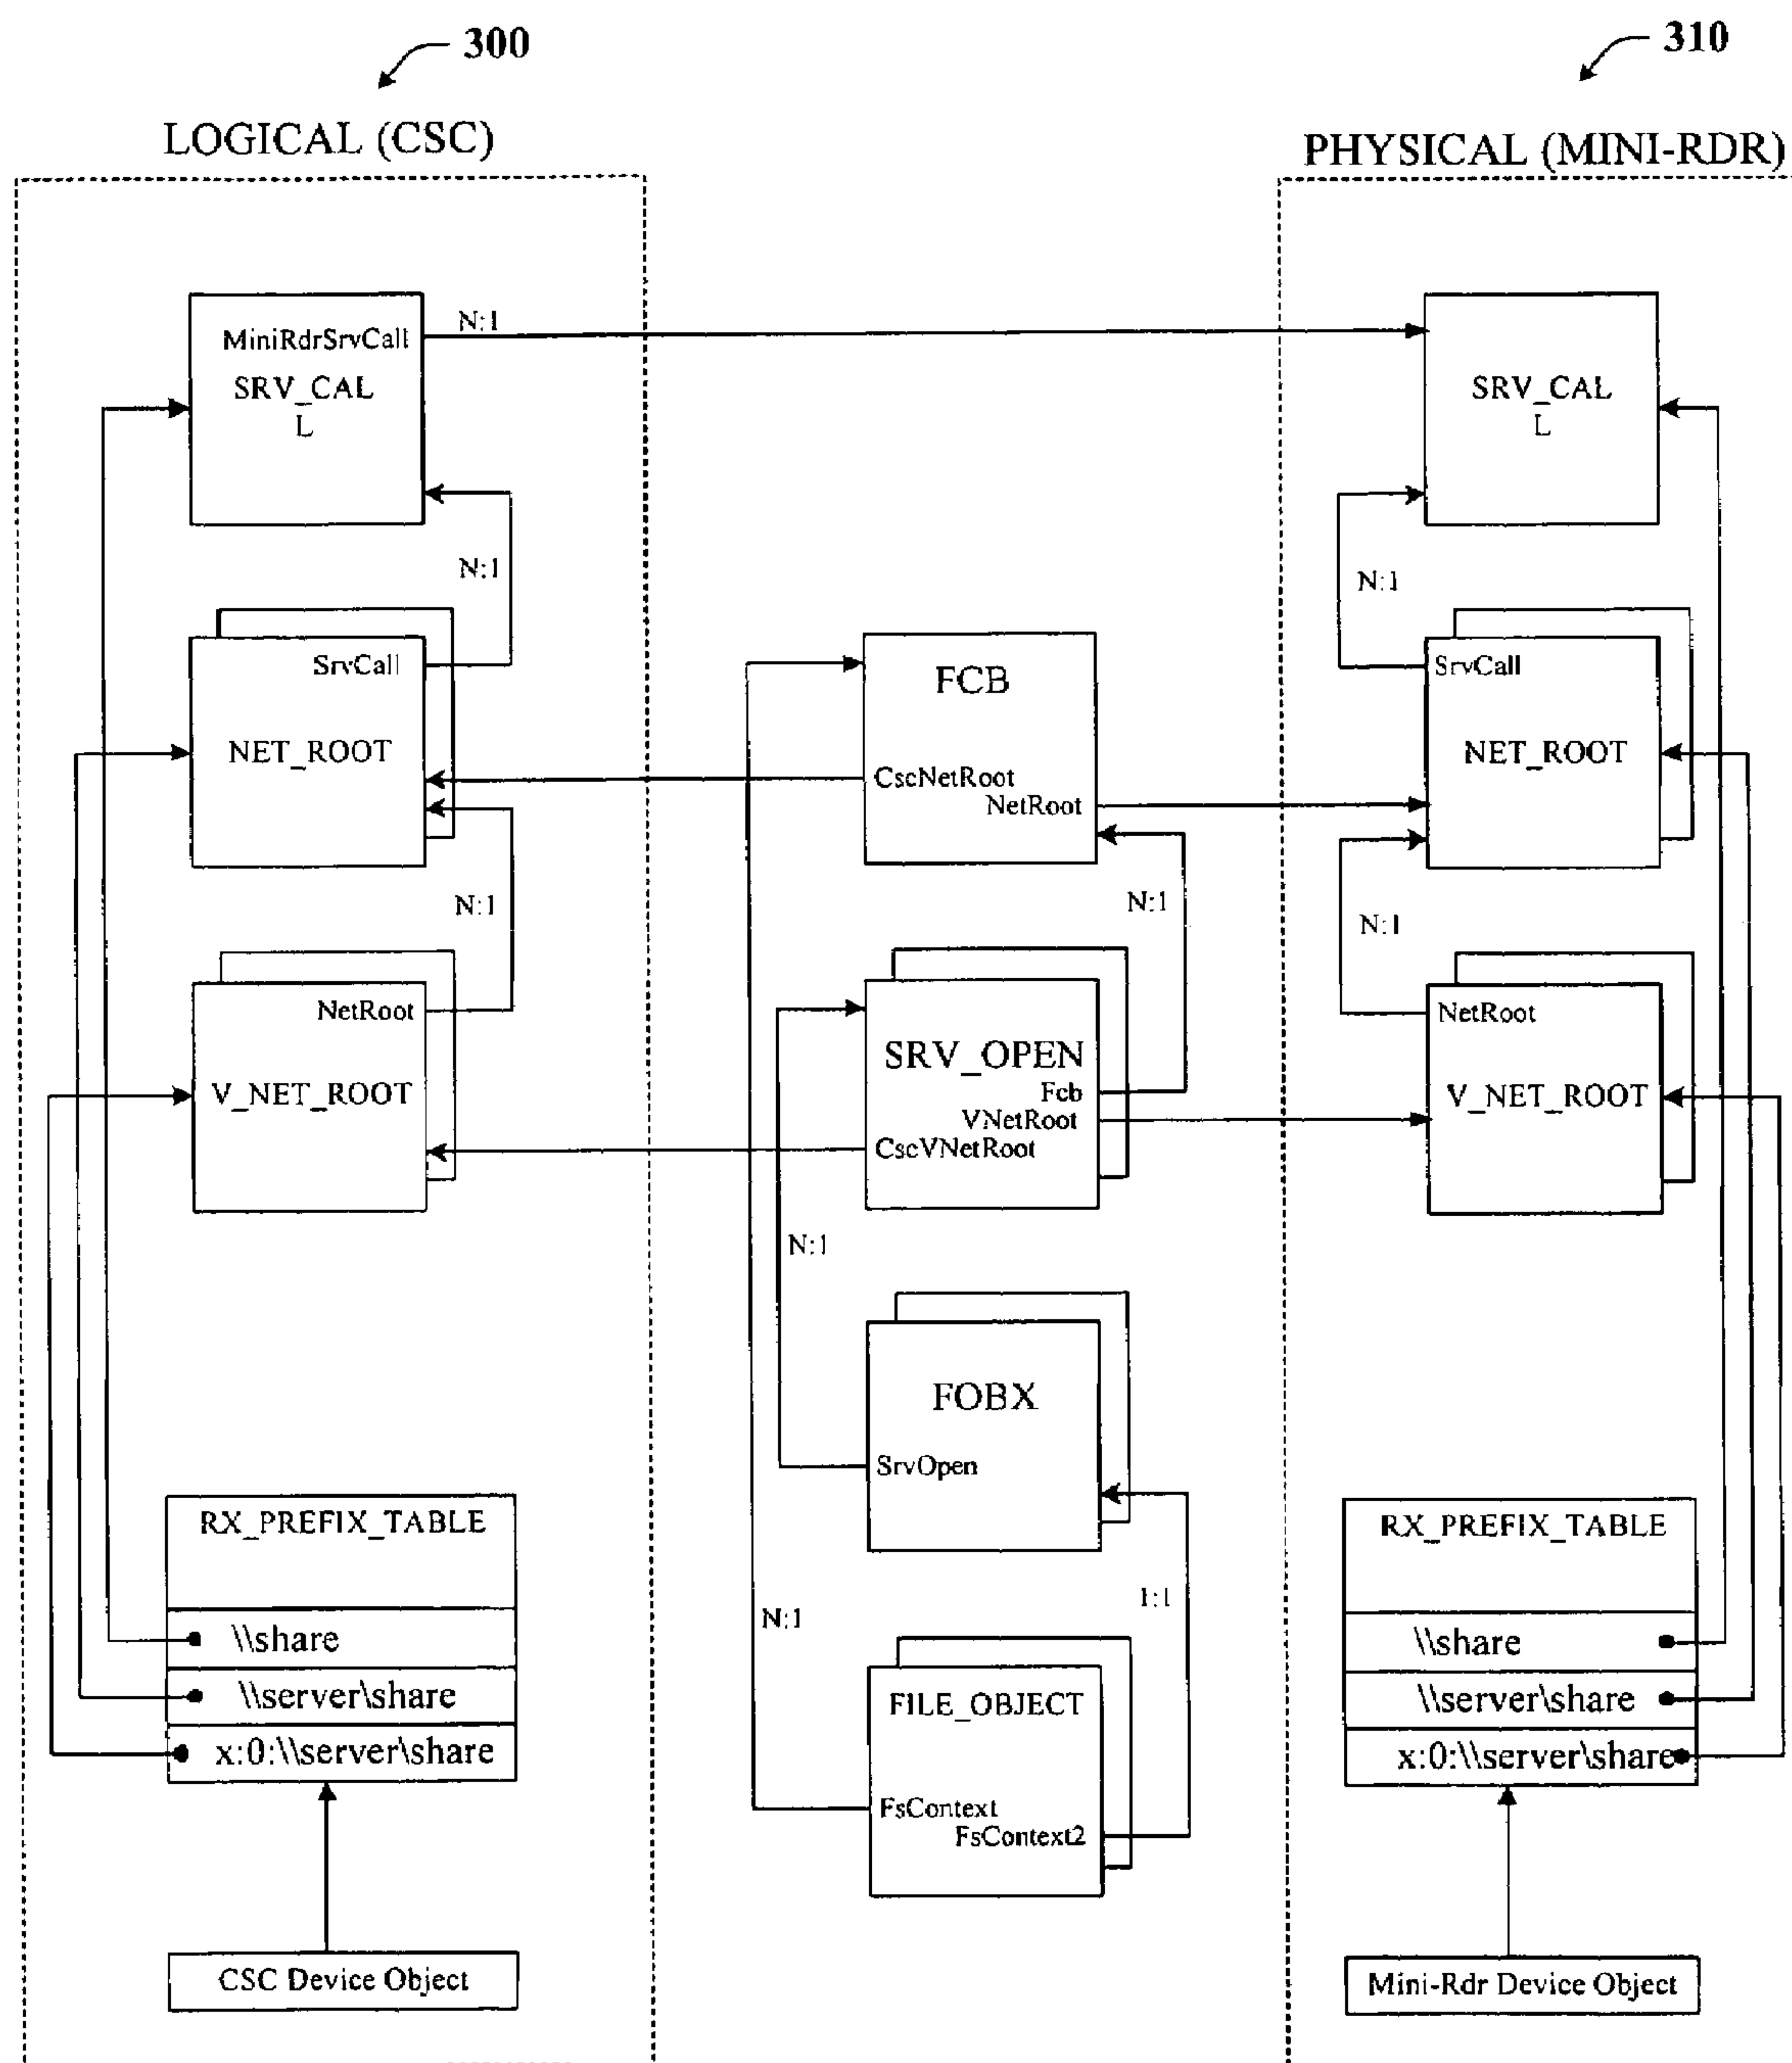 300
310
LOGICAL (CSC)
PHYSICAL (MINI-RDR)
MiniRdrSrvCall
SRV_CAL
L
N:1
SRV_CAL
L
N:1
N:1
SrvCall
NET_ROOT
FCB
CscNetRoot
NetRoot
SrvCall
NET_ROOT
N:1
N:1
N:1
NetRoot
V_NET_ROOT
SRV_OPEN
Fcb
VNetRoot
CscVNetRoot
NetRoot
V_NET_ROOT
N:1
FOBX
SrvOpen
RX_PREFIX_TABLE
\\share
\\server\share
x:0:\\server\share
N:1
1:1
FILE_OBJECT
FsContext
FsContext2
RX_PREFIX_TABLE
\\share
\\server\share
x:0:\\server\share
CSC Device Object
Mini-Rdr Device Object